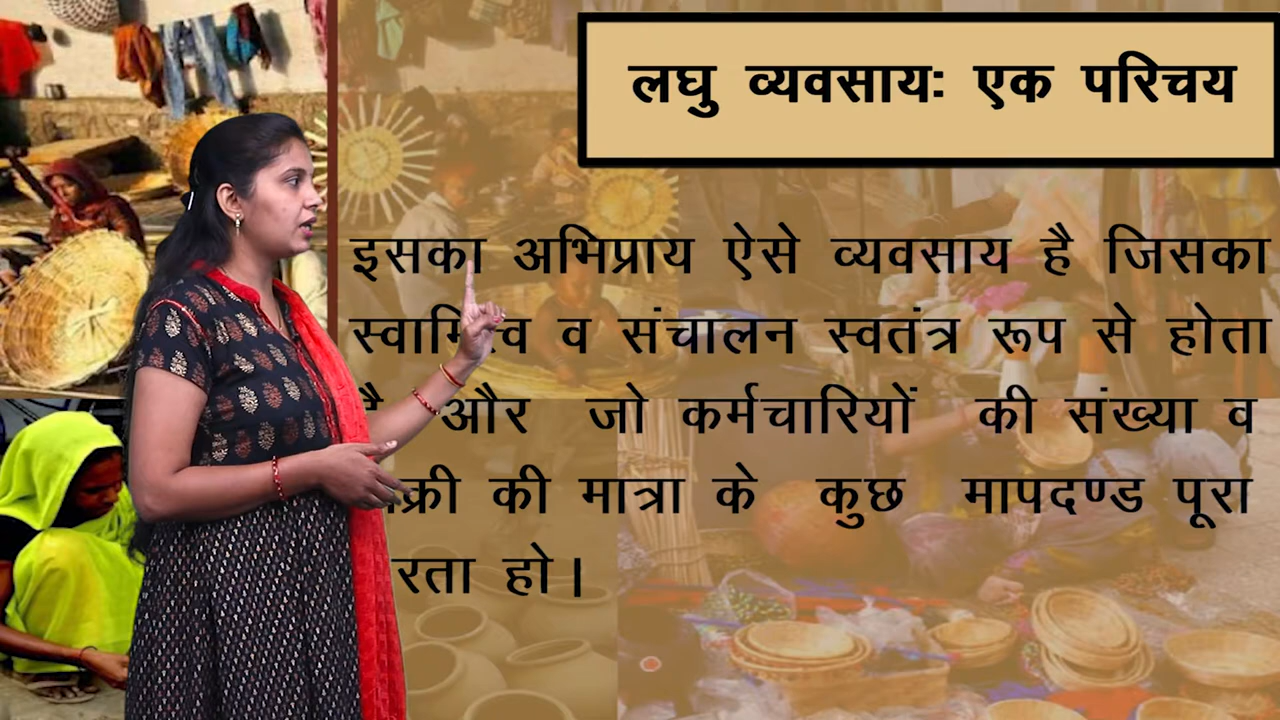 लघु व्यवसायः एक परिचय
इसका अभिप्राय ऐसे व्यवसाय है जिसका
व संचालन स्वतंत्र रूप से होता
और जो कर्मचारियों की संख्या व
की मात्रा के कुछ मापदण्ड पूरा
हो।